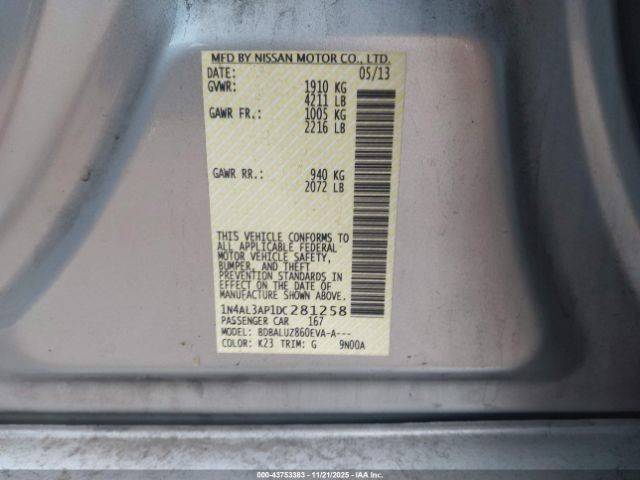 MFD BY NISSAN MOTOR CO., LTD.
DATE: 05/13
GVWR: 1910 KG
4211 LB
GAWR FR.: 1005 KG
2216 LB
GAWR RR.: 940 KG
2072 LB
THIS VEHICLE CONFORMS TO
ALL APPLICABLE FEDERAL
MOTOR VEHICLE SAFETY,
BUMPER, AND THEFT
PREVENTION STANDARDS IN
EFFECT ON THE DATE OF
MANUFACTURE SHOWN ABOVE.
1N4AL3AP1DC281258
PASSENGER CAR 167
MODEL: BDBALUZ860EVA-A---
COLOR: K23 TRIM: G 9N00A
000-43753383 - 11/21/2025 - IAAI.com